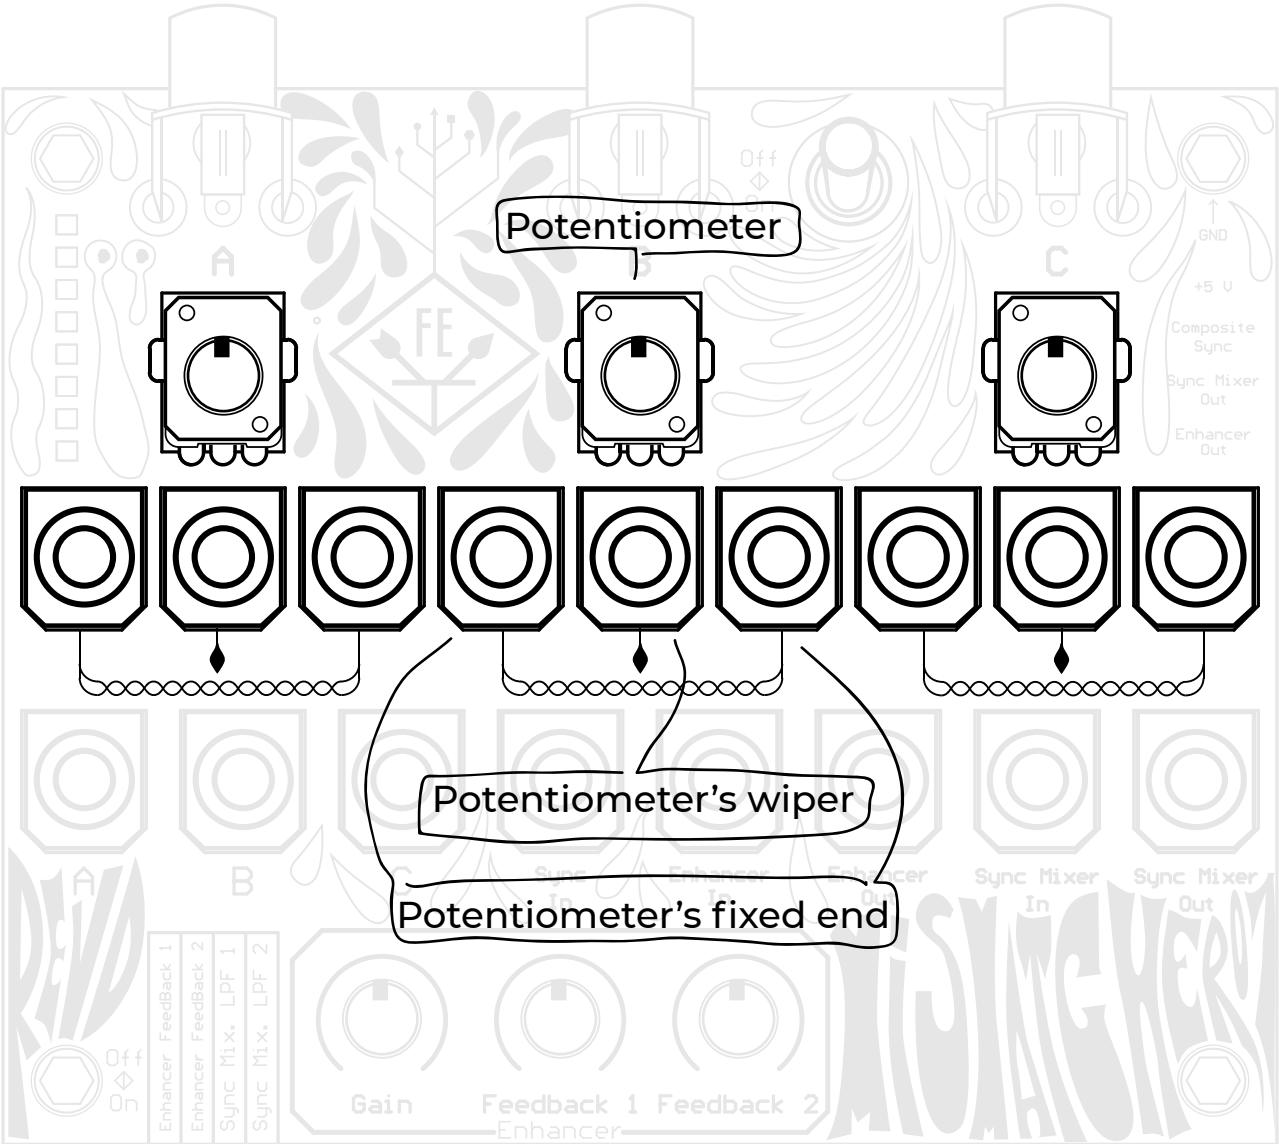 Off
Potentiometer
A
B
C
GND
+5 V
FE
Composite
Sync
Sync Mixer
Out
Enhancer
Out
Potentiometer's wiper
A
B
C
Sync
In
Enhancer
In
Enhancer
Out
Sync Mixer
In
Sync Mixer
Out
Potentiometer's fixed end
MiSMATCHERY
Enhancer FeedBack 1
Enhancer FeedBack 2
Sync Mix. LPF 1
Sync Mix. LPF 2
Off
On
Gain
Feedback 1
Feedback 2
Enhancer